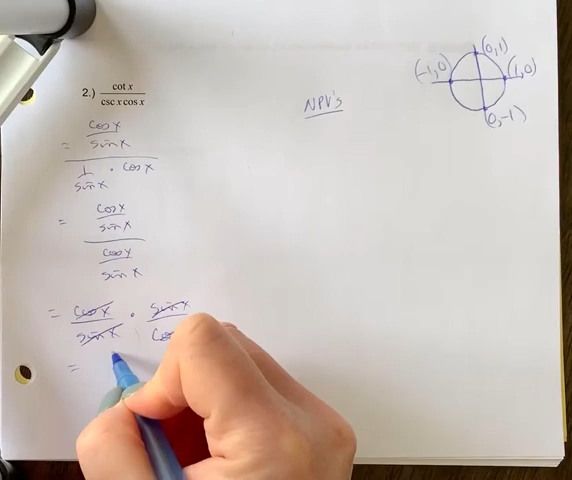 2.) cot x / csc x cos x
= cos x / sin x / 1 / sin x · cos x
= cos x / sin x / cos x / sin x
= cos x / sin x · sin x / cos
=
NPV's
(0,1)
(-1,0) (1,0)
(0,-1)